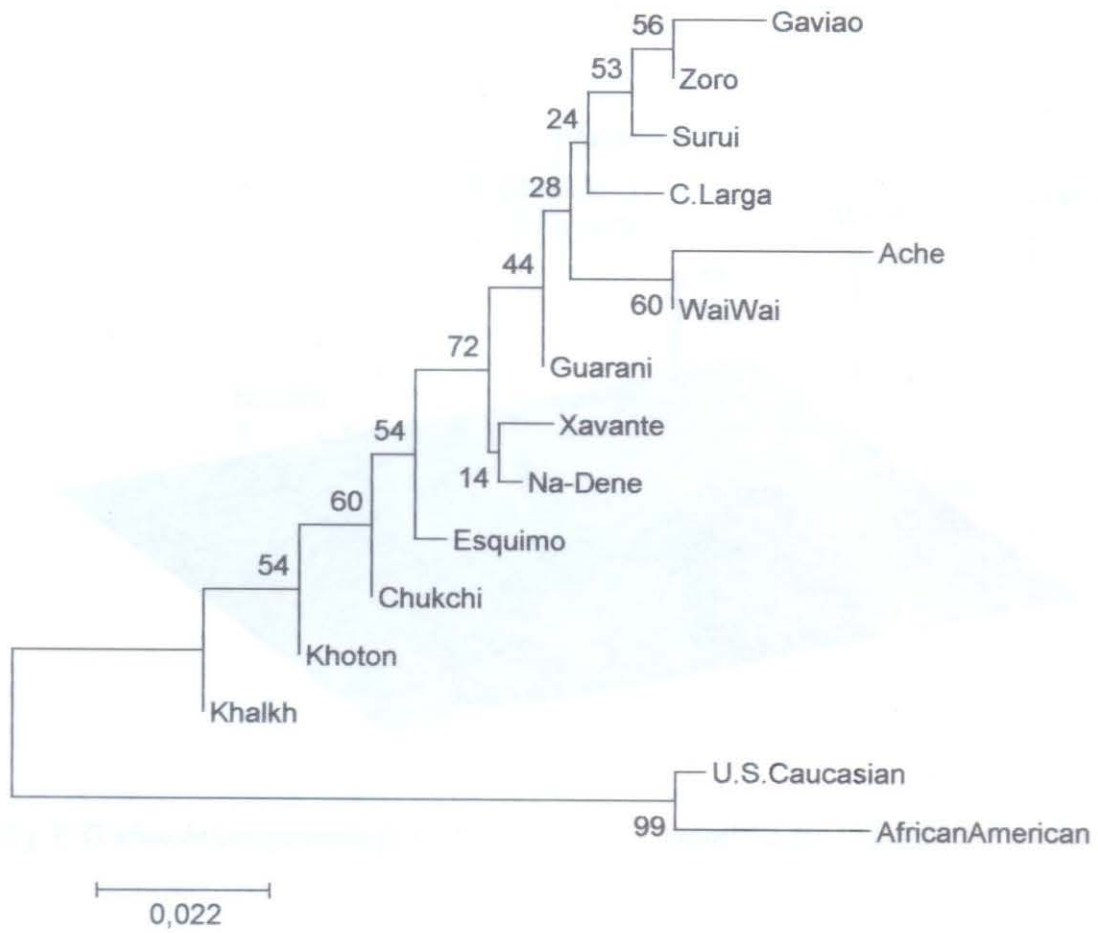 56
Gaviao
53
Zoro
24
Surui
28
C.Larga
44
Ache
60
WaiWai
72
Guarani
54
Xavante
14
Na-Dene
60
Esquimo
54
Chukchi
Khoton
Khalkh
U.S.Caucasian
99
AfricanAmerican
0,022